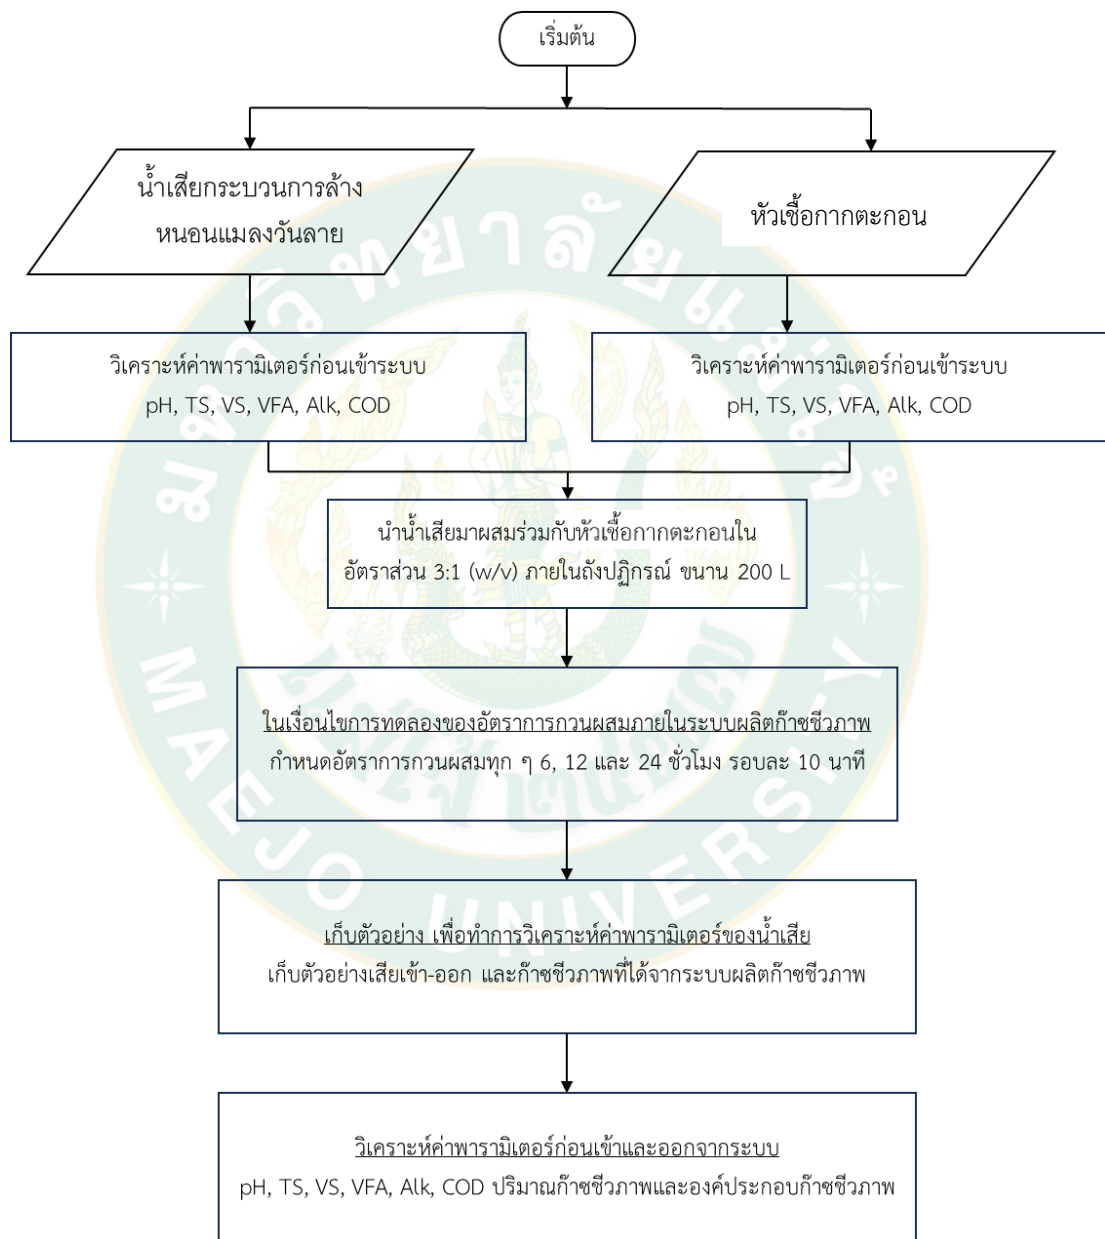 เริ่มต้น
น้ำเสียกระบวนการล้าง
หนอนแมลงวันลาย
หัวเชื้อกากตะกอน
วิเคราะห์ค่าพารามิเตอร์ก่อนเข้าระบบ
pH, TS, VS, VFA, Alk, COD
วิเคราะห์ค่าพารามิเตอร์ก่อนเข้าระบบ
pH, TS, VS, VFA, Alk, COD
นำน้ำเสียมาผสมร่วมกับหัวเชื้อกากตะกอนใน
อัตราส่วน 3:1 (w/v) ภายในถังปฏิกรณ์ ขนาน 200 L
ในเงื่อนไขการทดลองของอัตราการกวนผสมภายในระบบผลิตก๊าซชีวภาพ
กำหนดอัตราการกวนผสมทุก ๆ 6, 12 และ 24 ชั่วโมง รอบละ 10 นาที
เก็บตัวอย่าง เพื่อทำการวิเคราะห์ค่าพารามิเตอร์ของน้ำเสีย
เก็บตัวอย่างเสียเข้า-ออก และก๊าซชีวภาพที่ได้จากระบบผลิตก๊าซชีวภาพ
วิเคราะห์ค่าพารามิเตอร์ก่อนเข้าและออกจากระบบ
pH, TS, VS, VFA, Alk, COD ปริมาณก๊าซชีวภาพและองค์ประกอบก๊าซชีวภาพ
มหาวิทยาลัยแม่โจ้
MAEJO UNIVERSITY